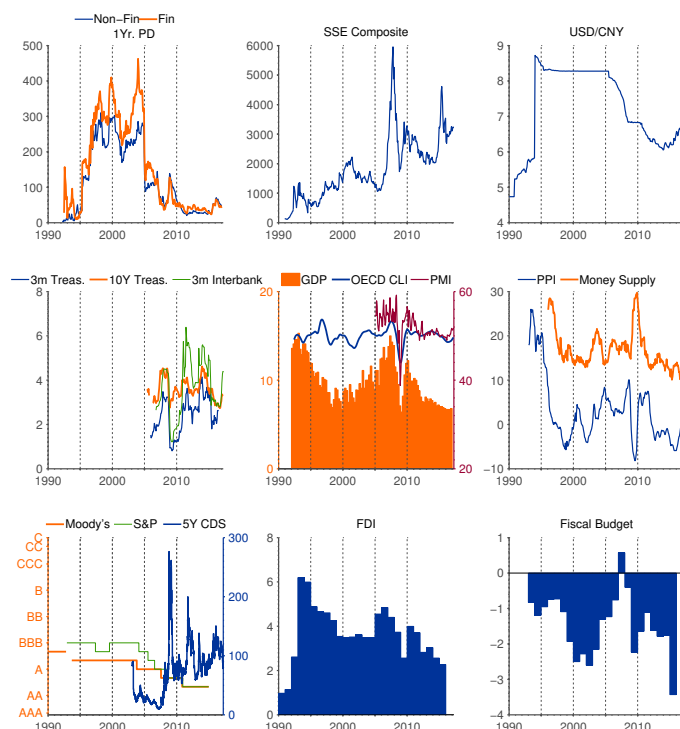 Non-Fin Fin
1Yr. PD
SSE Composite
USD/CNY
500
400
300
200
100
0
1990 2000 2010
6000
5000
4000
3000
2000
1000
0
1990 2000 2010
9
8
7
6
5
4
1990 2000 2010
3m Treas. 10Y Treas. 3m Interbank
GDP OECD CLI PMI
PPI Money Supply
8
6
4
2
0
1990 2000 2010
20
10
0
60
40
20
1990 2000 2010
30
20
10
0
−10
1990 2000 2010
Moody's S&P 5Y CDS
FDI
Fiscal Budget
C
CC
CCC
B
BB
BBB
A
AA
AAA
300
200
100
0
1990 2000 2010
8
6
4
2
0
1990 2000 2010
1
0
−1
−2
−3
−4
1990 2000 2010